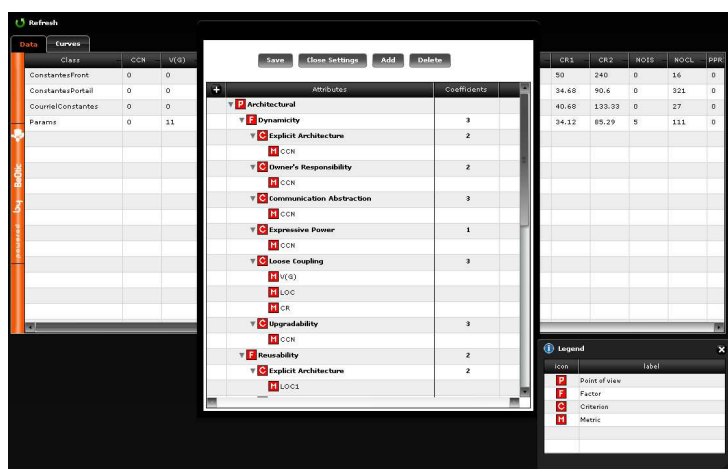 Refresh
Data Curves
Class CCN V(G) CR1 CR2 NOIS NOCL PPR
ConstantesFront 0 0 50 240 0 16 0
ConstantesPortail 0 0 34.68 90.6 0 321 0
CourrielConstantes 0 0 40.68 133.33 0 27 0
Params 0 11 34.12 85.29 5 111 0
powered by BeOtic
Save Close Settings Add Delete
+ Attributes Coefficients
P Architectural
F Dynamicity 3
C Explicit Architecture 2
M CCN
C Owner's Responsibility 2
M CCN
C Communication Abstraction 3
M CCN
C Expressive Power 1
M CCN
C Loose Coupling 3
M V(G)
M LOC
M CR
C Upgradability 3
M CCN
F Reusability 2
C Explicit Architecture 2
M LOC1
i Legend x
icon label
P Point of view
F Factor
C Criterion
M Metric